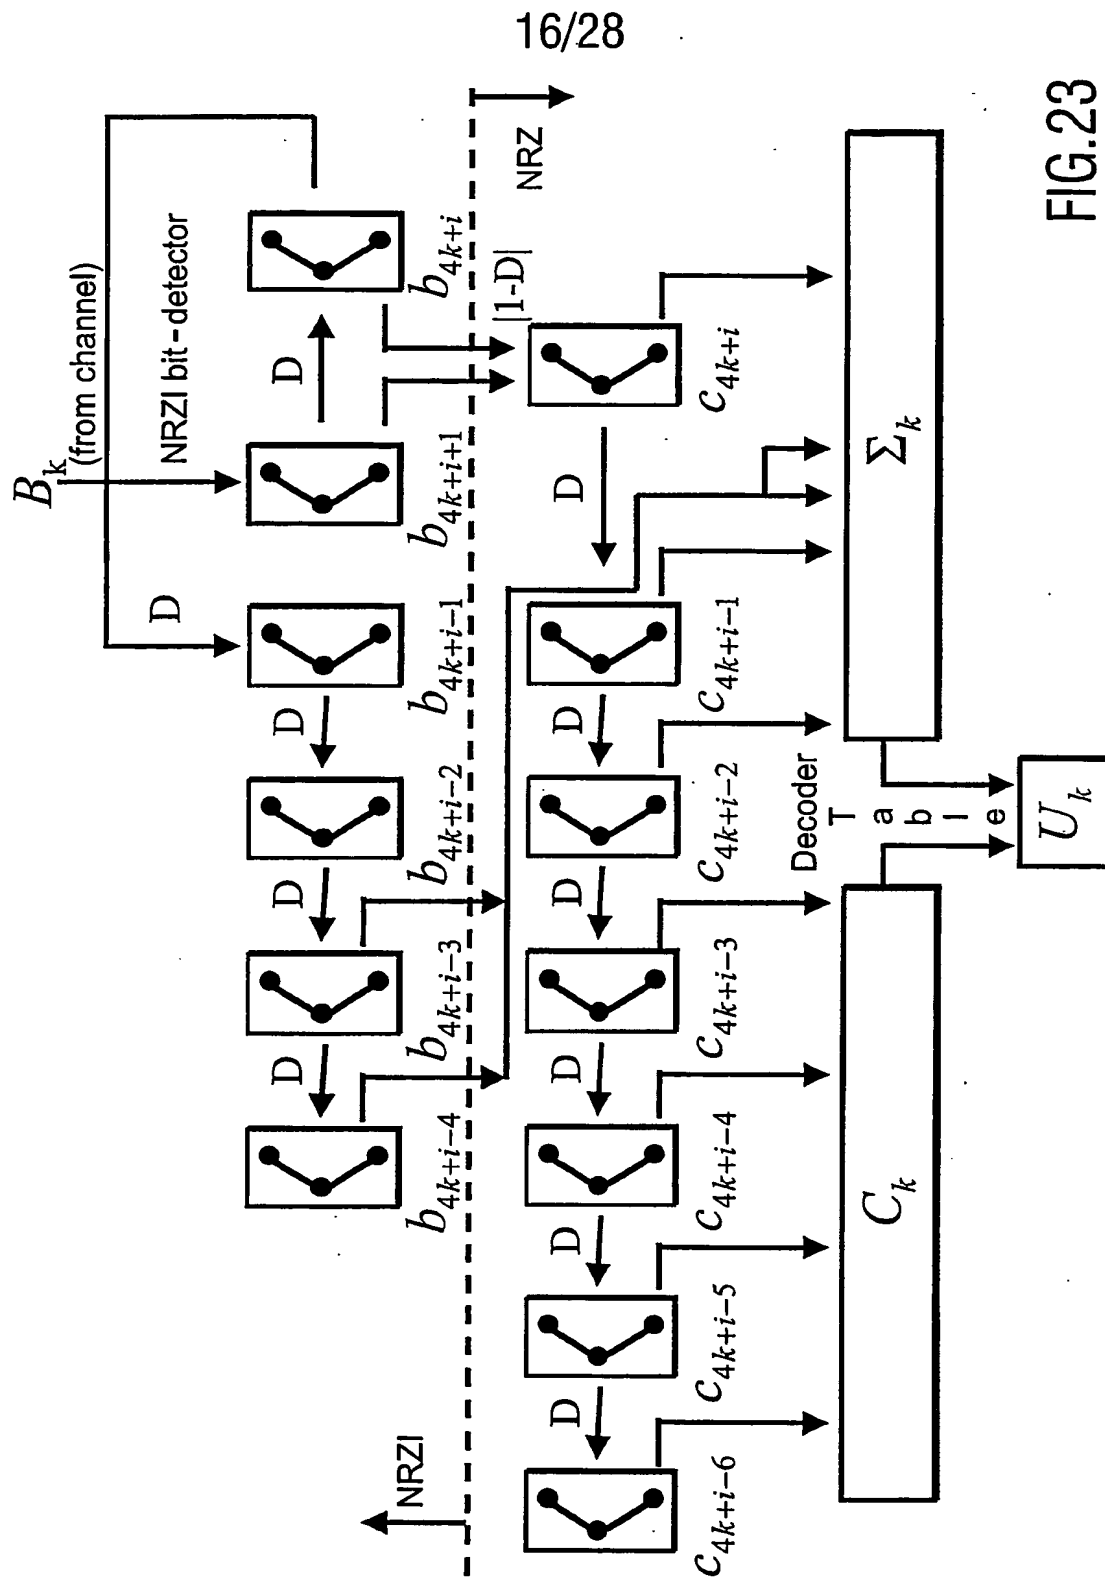 16/28
B_k
(from channel)
NRZI bit-detector
D
D
b_{4k+i-4}
D
b_{4k+i-3}
D
b_{4k+i-2}
D
b_{4k+i-1}
b_{4k+i+1}
b_{4k+i}
NRZI
NRZ
|1-D|
c_{4k+i-6}
D
c_{4k+i-5}
D
c_{4k+i-4}
D
c_{4k+i-3}
D
c_{4k+i-2}
D
c_{4k+i-1}
D
c_{4k+i}
C_k
Decoder
Table
Σ_k
U_k
FIG.23